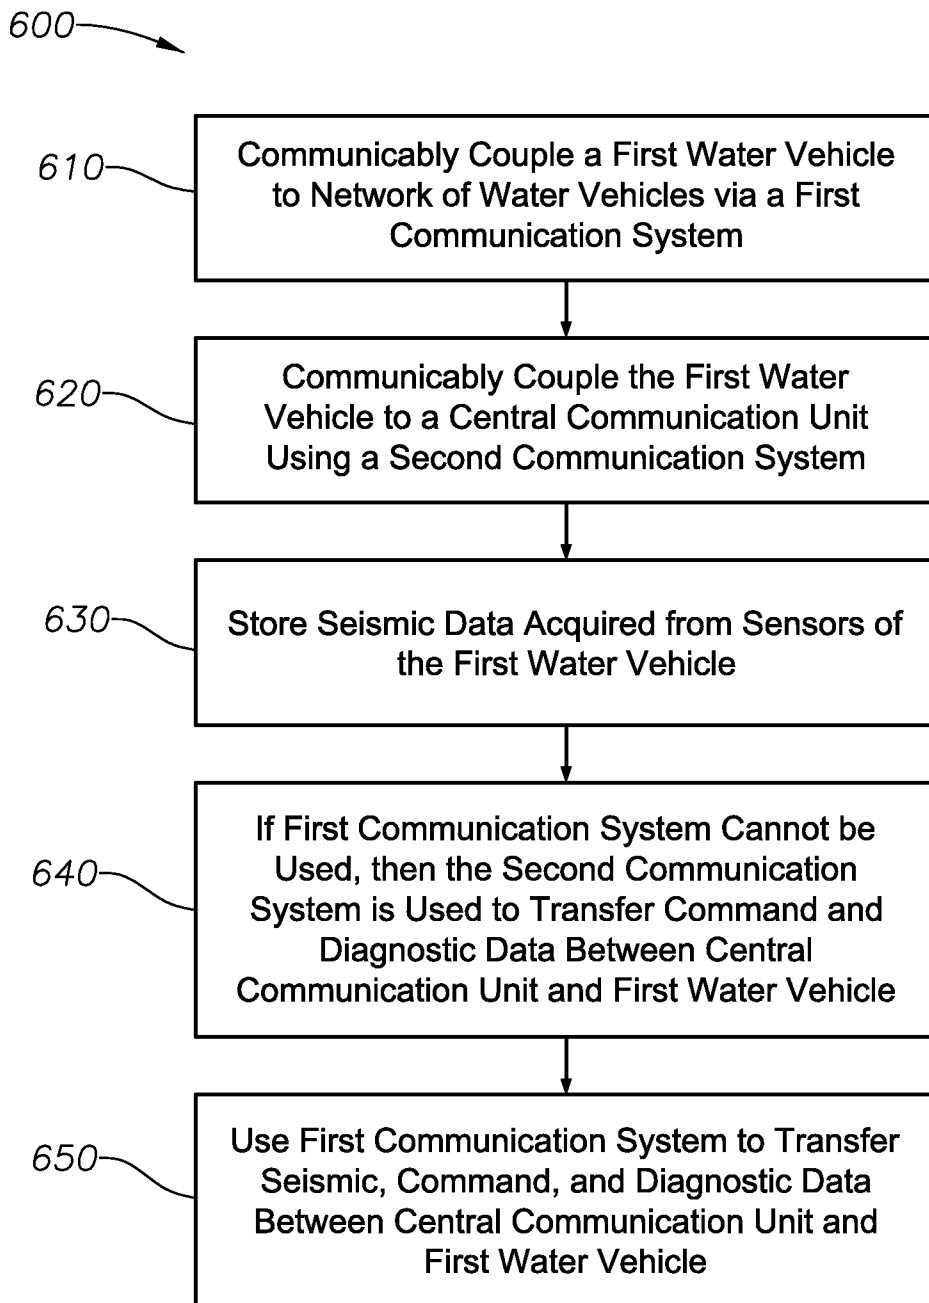 600
610
Communicably Couple a First Water Vehicle
to Network of Water Vehicles via a First
Communication System
620
Communicably Couple the First Water
Vehicle to a Central Communication Unit
Using a Second Communication System
630
Store Seismic Data Acquired from Sensors of
the First Water Vehicle
640
If First Communication System Cannot be
Used, then the Second Communication
System is Used to Transfer Command and
Diagnostic Data Between Central
Communication Unit and First Water Vehicle
650
Use First Communication System to Transfer
Seismic, Command, and Diagnostic Data
Between Central Communication Unit and
First Water Vehicle